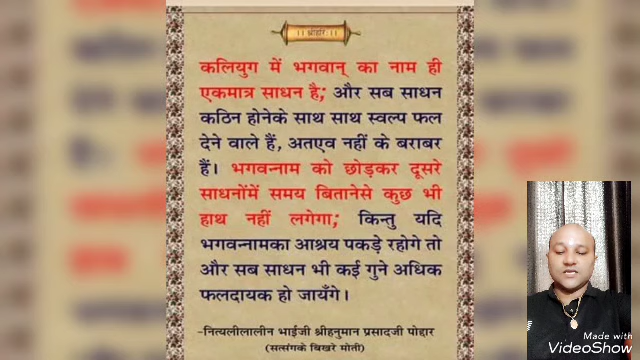 ।। श्रीहरि ।।
कलियुग में भगवान् का नाम ही
एकमात्र साधन है; और सब साधन
कठिन होनेके साथ साथ स्वल्प फल
देने वाले हैं, अतएव नहीं के बराबर
हैं। भगवन्नाम को छोड़कर दूसरे
साधनोंमें समय बितानेसे कुछ भी
हाथ नहीं लगेगा; किन्तु यदि
भगवन्नामका आश्रय पकड़े रहोगे तो
और सब साधन भी कई गुने अधिक
फलदायक हो जायँगे।
-नित्यलीलालीन भाईजी श्रीहनुमान प्रसादजी पोद्दार
(सत्संगके बिखरे मोती)
Made with
VideoShow